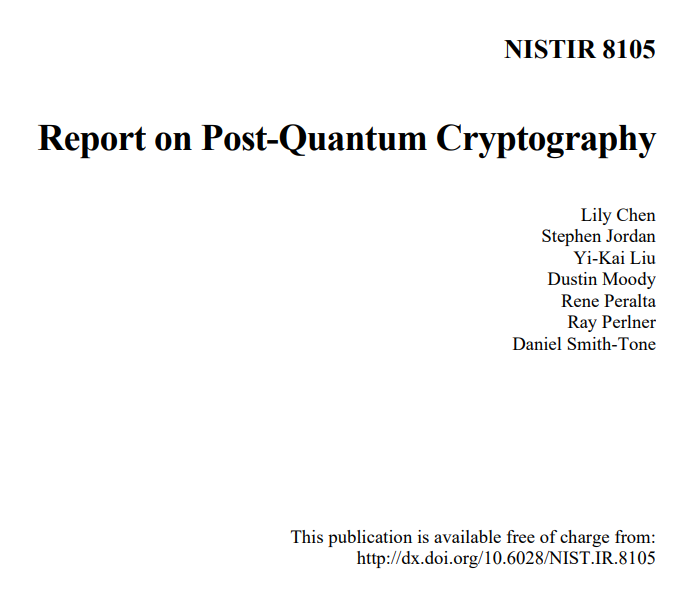 NISTIR 8105
Report on Post-Quantum Cryptography
Lily Chen
Stephen Jordan
Yi-Kai Liu
Dustin Moody
Rene Peralta
Ray Perlner
Daniel Smith-Tone
This publication is available free of charge from:
http://dx.doi.org/10.6028/NIST.IR.8105